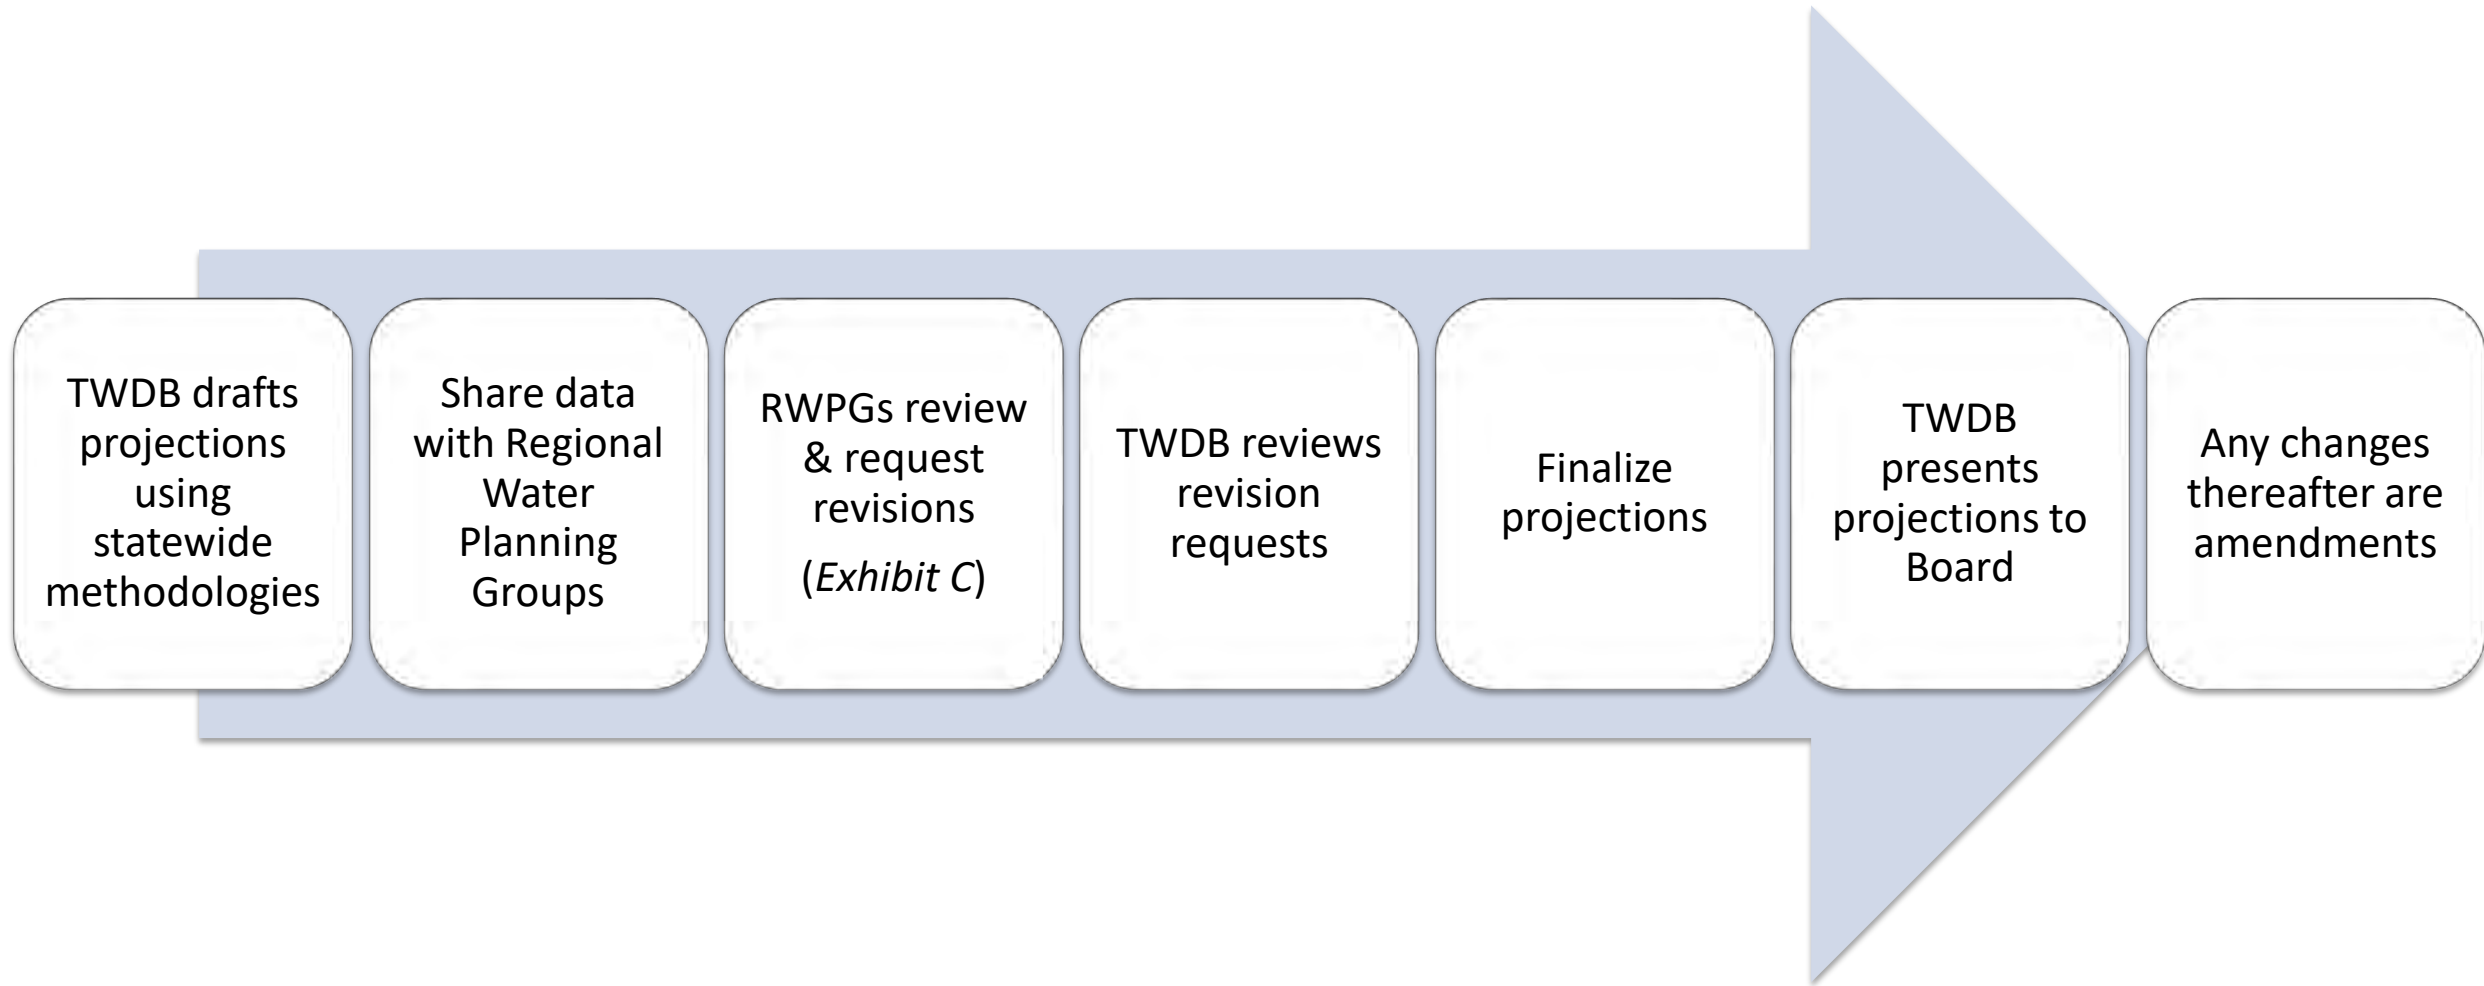 TWDB drafts
projections
using
statewide
methodologies
Share data
with Regional
Water
Planning
Groups
RWPGs review
& request
revisions
(Exhibit C)
TWDB reviews
revision
requests
Finalize
projections
TWDB
presents
projections to
Board
Any changes
thereafter are
amendments